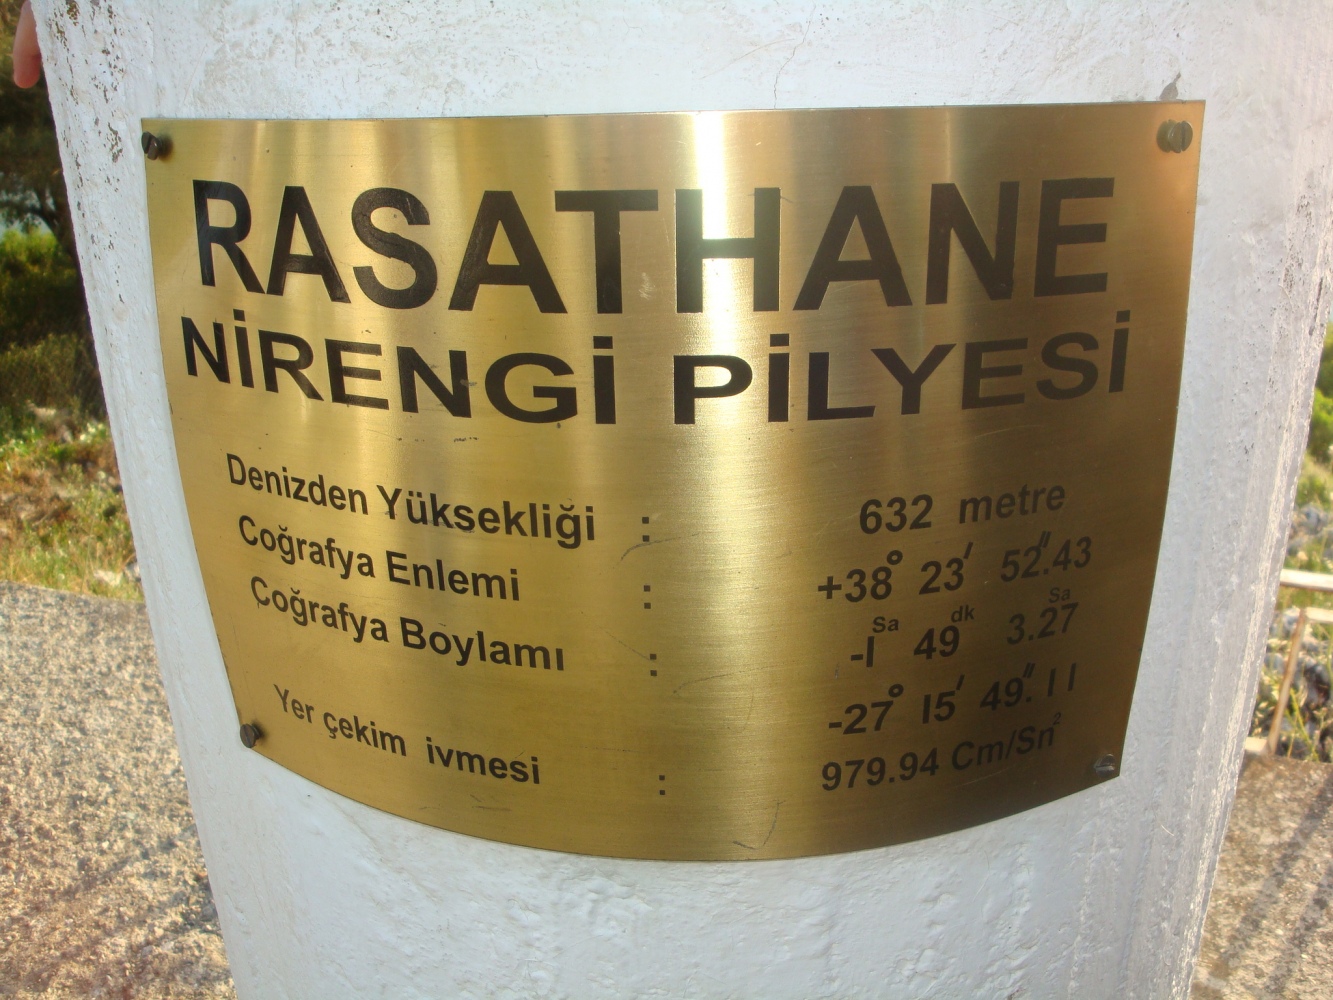 RASATHANE
NİRENGİ PİLYESİ
Denizden Yüksekliği : 632 metre
Coğrafya Enlemi : +38° 23' 52".43
Coğrafya Boylamı : -1ˢᵃ 49ᵈᵏ 3.27ˢᵃ
-27° 15' 49".11
Yer çekim ivmesi : 979.94 Cm/Sn²